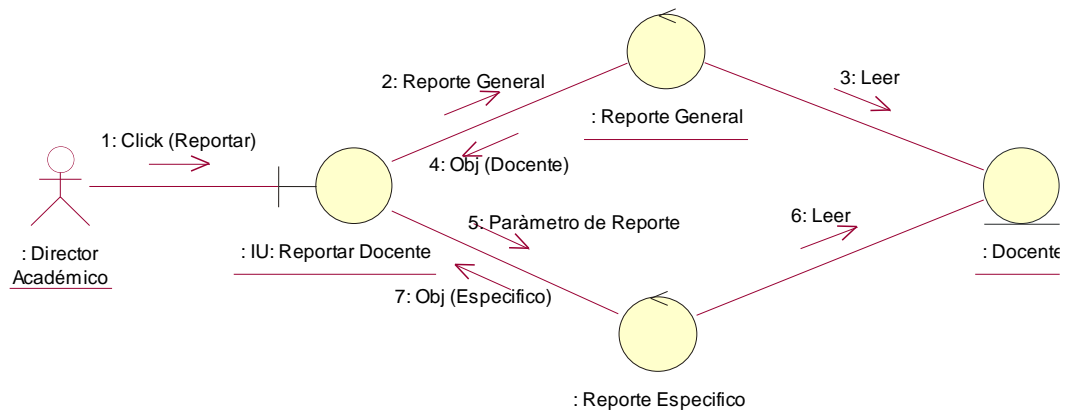 2: Reporte General
3: Leer
: Reporte General
1: Click (Reportar)
4: Obj (Docente)
5: Paràmetro de Reporte
6: Leer
: Director
Académico
: IU: Reportar Docente
: Docente
7: Obj (Especifico)
: Reporte Especifico